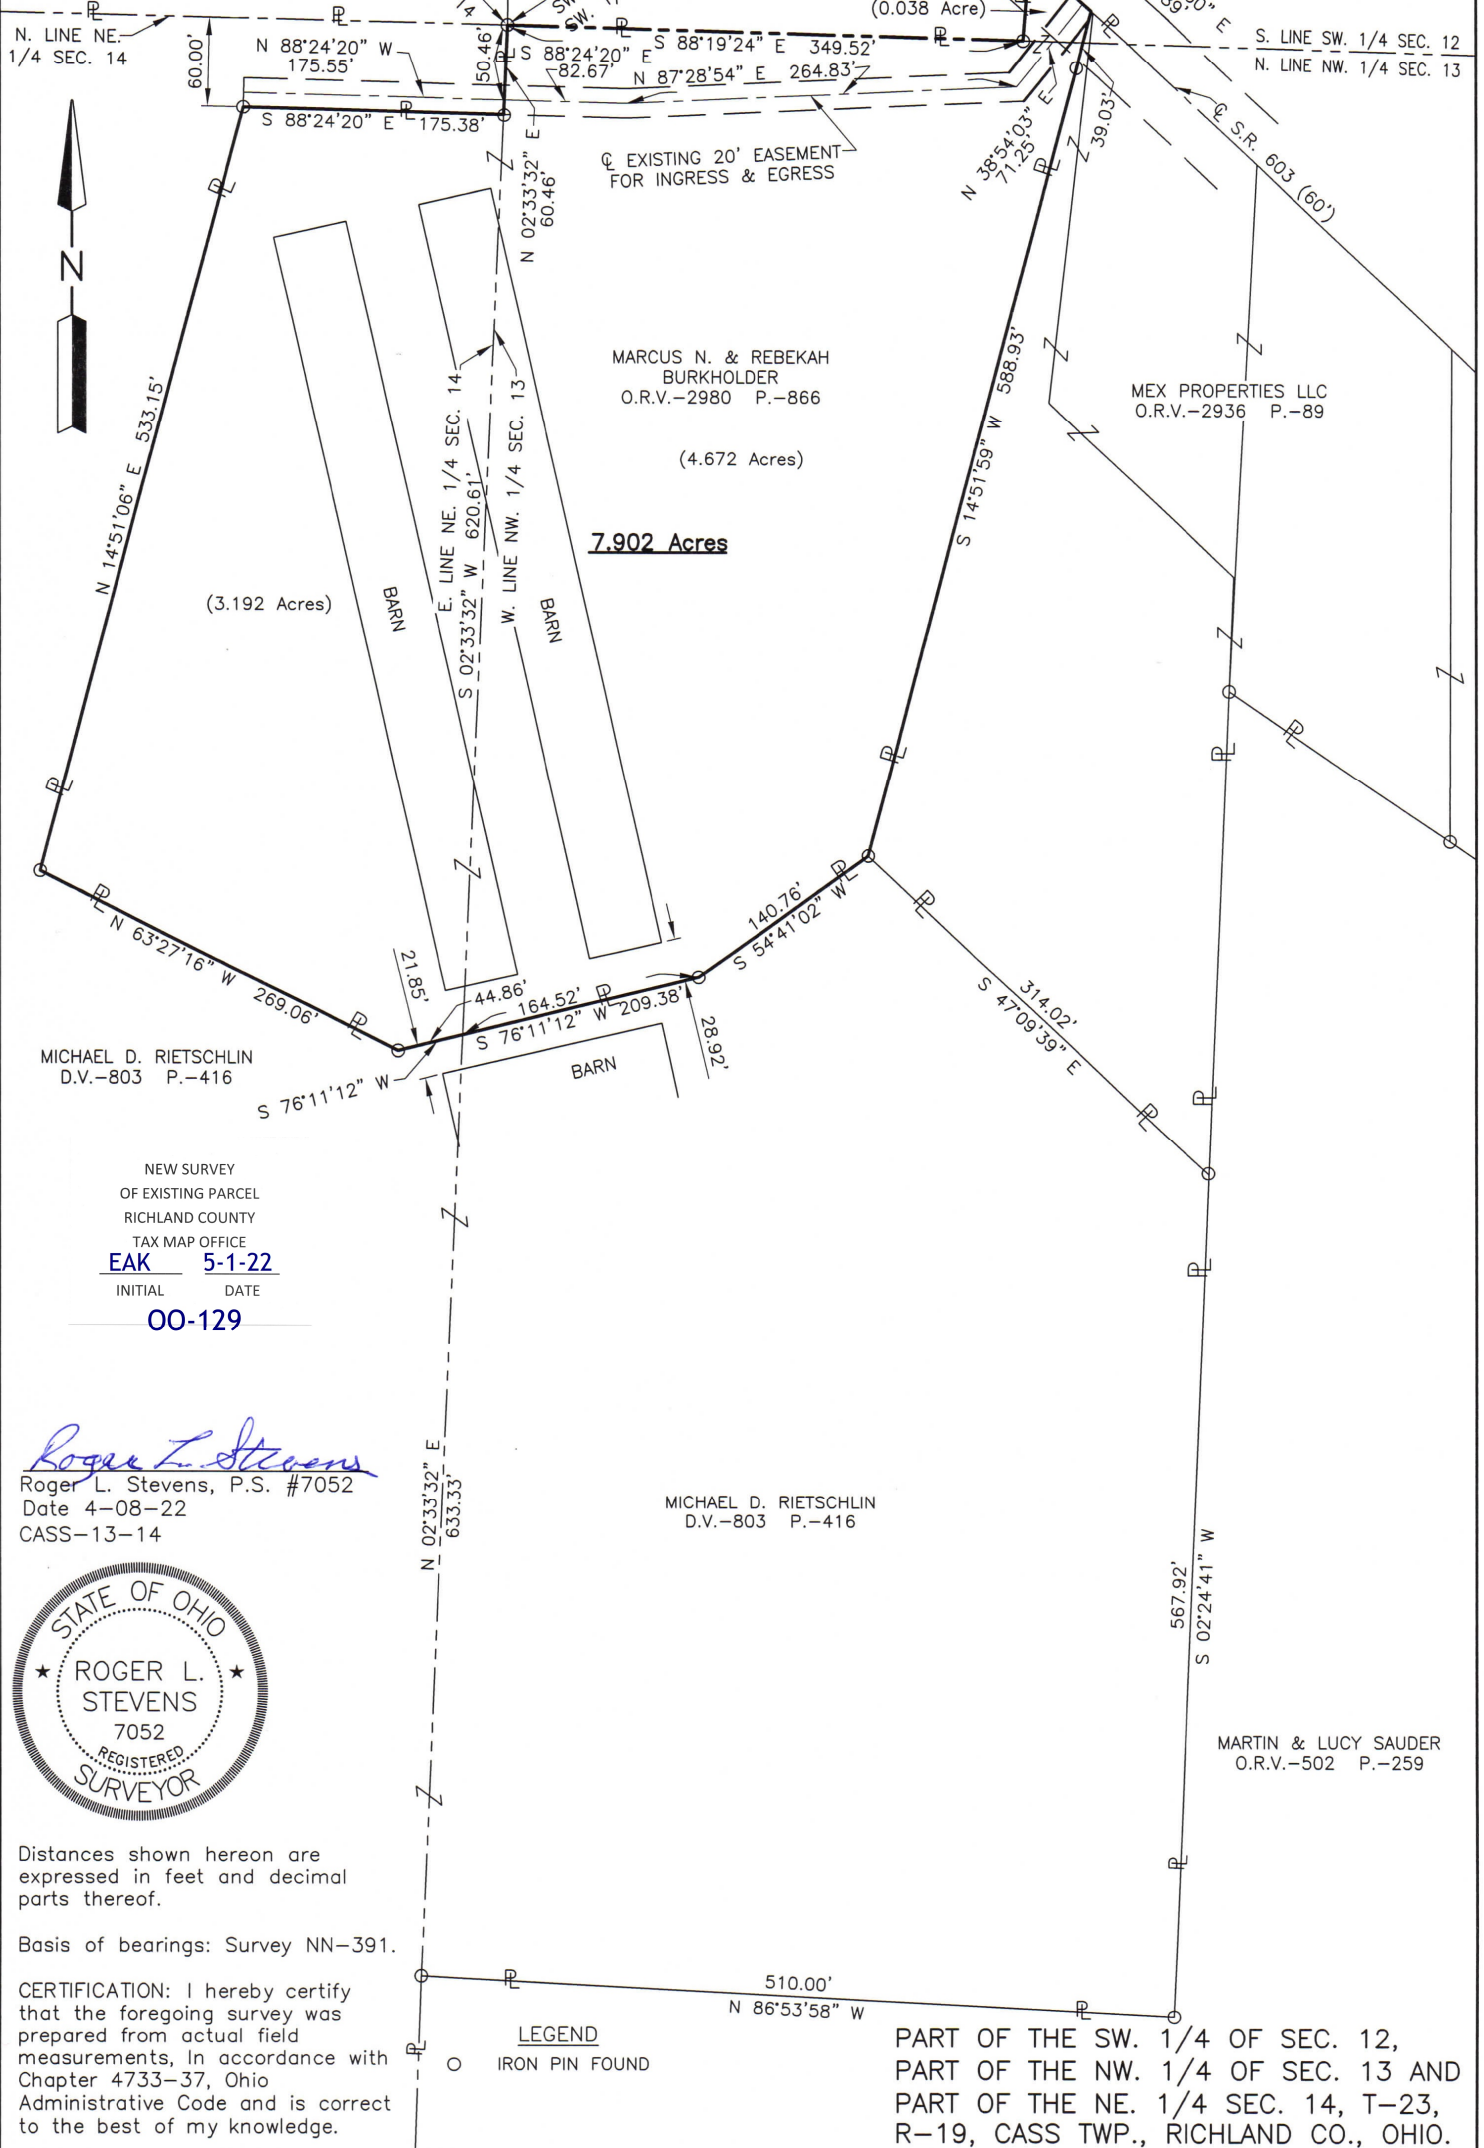 14
SW.
(0.038 Acre)
N. LINE NE.
1/4 SEC. 14
60.00'
N 88°24'20" W
175.55'
50.46'
S 88°24'20" E
82.67'
S 88°19'24" E 349.52'
N 87°28'54" E 264.83'
S. LINE SW. 1/4 SEC. 12
N. LINE NW. 1/4 SEC. 13
S 88°24'20" E 175.38'
N 02°33'32" E
60.46'
℄ EXISTING 20' EASEMENT
FOR INGRESS & EGRESS
N 38°54'03" E
71.25'
39.03'
℄ S.R. 603 (60')
N
MARCUS N. & REBEKAH
BURKHOLDER
O.R.V.-2980 P.-866
(4.672 Acres)
7.902 Acres
MEX PROPERTIES LLC
O.R.V.-2936 P.-89
N 14°51'06" E 533.15'
(3.192 Acres)
BARN
E. LINE NE. 1/4 SEC. 14
S 02°33'32" W 620.61'
W. LINE NW. 1/4 SEC. 13
BARN
S 14°51'59" W 588.93'
N 63°27'16" W 269.06'
21.85'
44.86'
164.52'
S 76°11'12" W 209.38'
140.76'
S 54°41'02" W
28.92'
314.02'
S 47°09'39" E
MICHAEL D. RIETSCHLIN
D.V.-803 P.-416
S 76°11'12" W
BARN
NEW SURVEY
OF EXISTING PARCEL
RICHLAND COUNTY
TAX MAP OFFICE
EAK 5-1-22
INITIAL DATE
OO-129
Roger L. Stevens
Roger L. Stevens, P.S. #7052
Date 4-08-22
CASS-13-14
STATE OF OHIO
★ ROGER L. ★
STEVENS
7052
REGISTERED
SURVEYOR
N 02°33'32" E
633.33'
MICHAEL D. RIETSCHLIN
D.V.-803 P.-416
567.92'
S 02°24'41" W
MARTIN & LUCY SAUDER
O.R.V.-502 P.-259
Distances shown hereon are
expressed in feet and decimal
parts thereof.
Basis of bearings: Survey NN-391.
CERTIFICATION: I hereby certify
that the foregoing survey was
prepared from actual field
measurements, In accordance with
Chapter 4733-37, Ohio
Administrative Code and is correct
to the best of my knowledge.
510.00'
N 86°53'58" W
LEGEND
IRON PIN FOUND
PART OF THE SW. 1/4 OF SEC. 12,
PART OF THE NW. 1/4 OF SEC. 13 AND
PART OF THE NE. 1/4 SEC. 14, T-23,
R-19, CASS TWP., RICHLAND CO., OHIO.